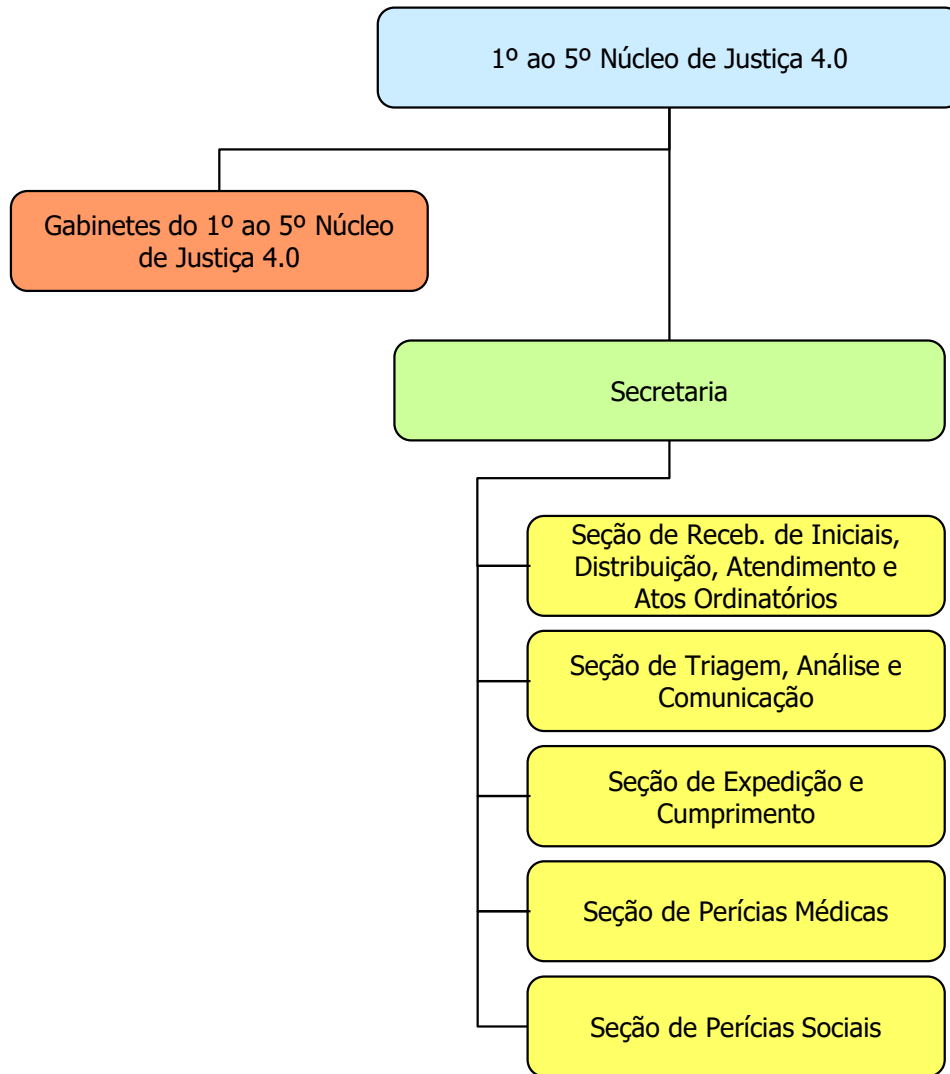 1º ao 5º Núcleo de Justiça 4.0
Gabinetes do 1º ao 5º Núcleo
de Justiça 4.0
Secretaria
Seção de Receb. de Iniciais,
Distribuição, Atendimento e
Atos Ordinatórios
Seção de Triagem, Análise e
Comunicação
Seção de Expedição e
Cumprimento
Seção de Perícias Médicas
Seção de Perícias Sociais